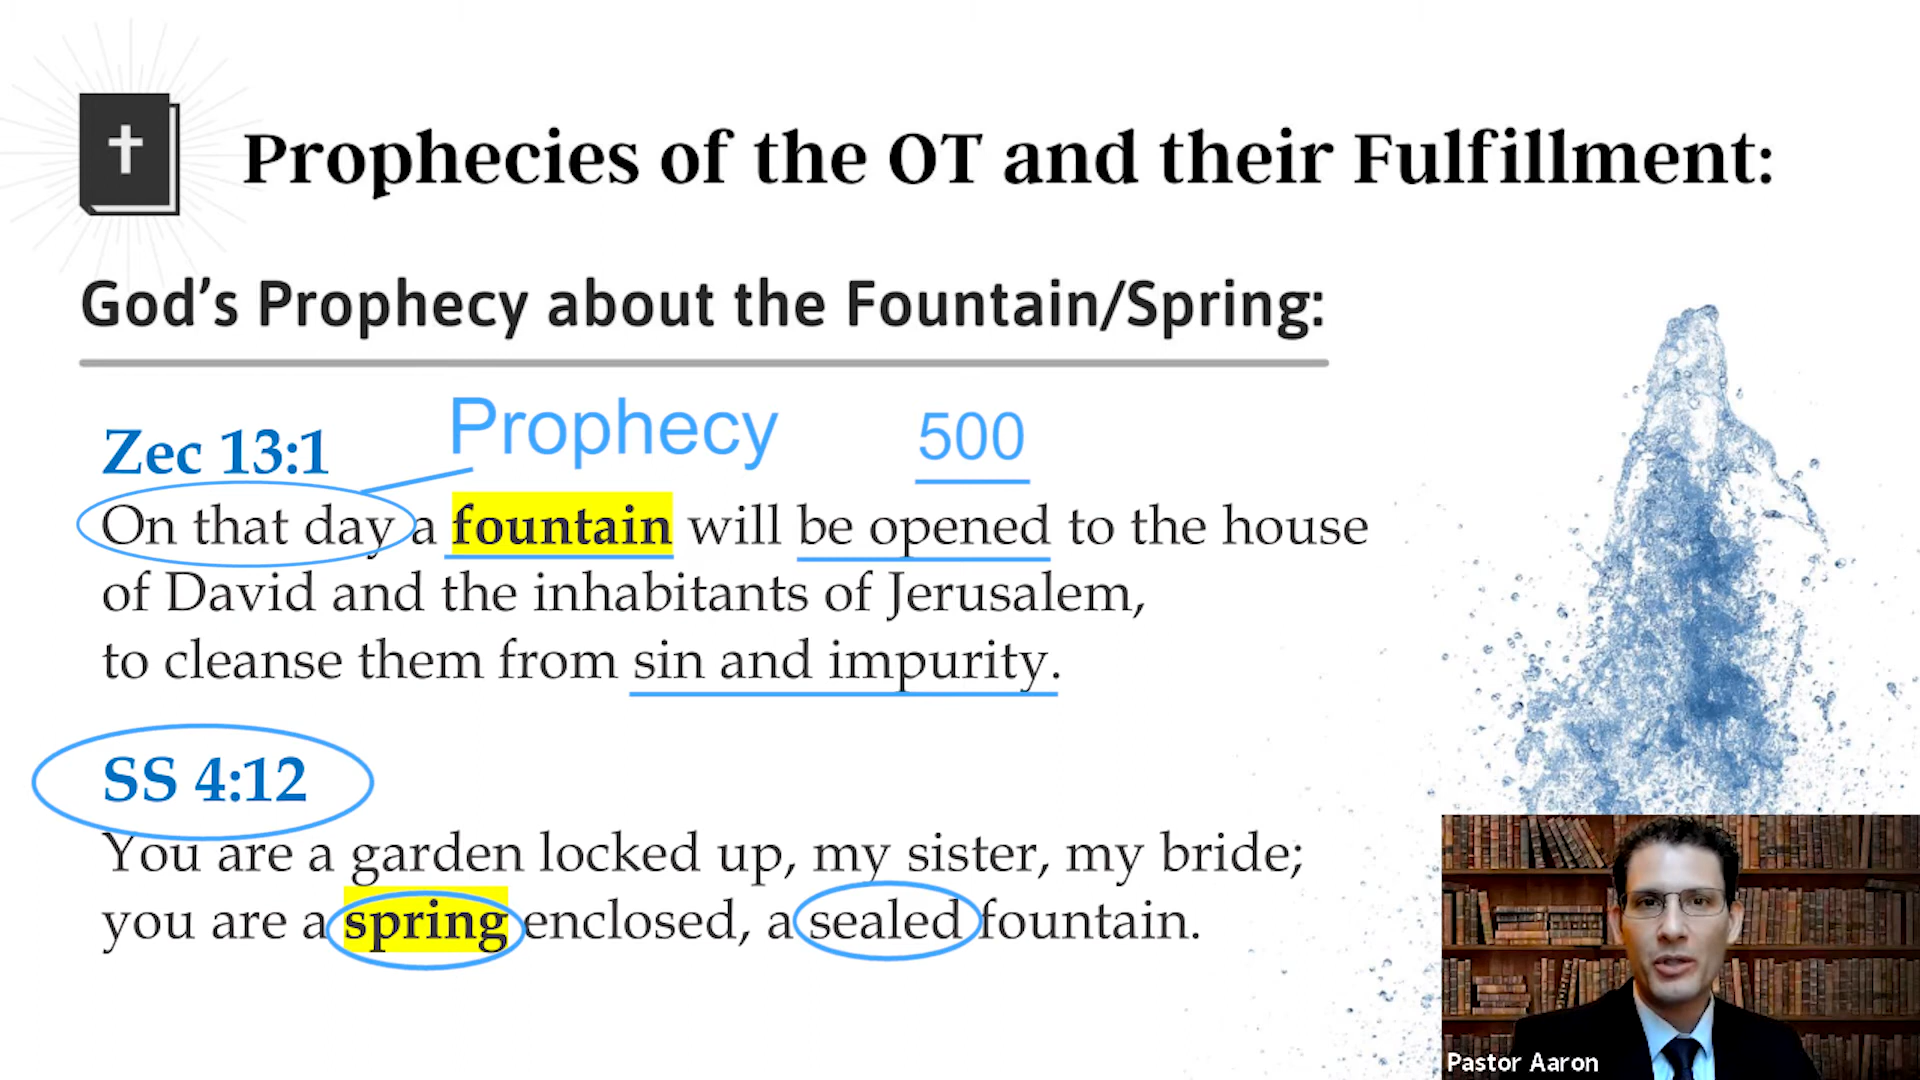 Prophecies of the OT and their Fulfillment:
God's Prophecy about the Fountain/Spring:
Prophecy 500
Zec 13:1
On that day a fountain will be opened to the house
of David and the inhabitants of Jerusalem,
to cleanse them from sin and impurity.
SS 4:12
You are a garden locked up, my sister, my bride;
you are a spring enclosed, a sealed fountain.
Pastor Aaron